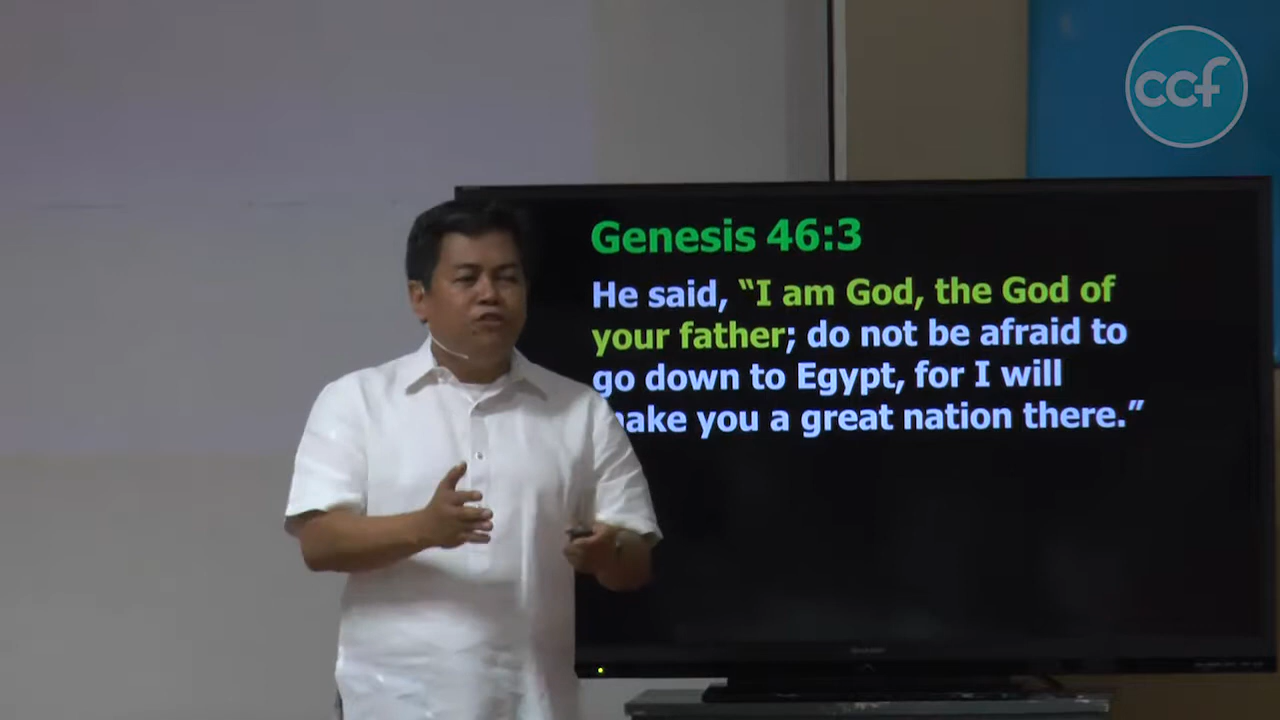 ccf
Genesis 46:3
He said, “I am God, the God of
your father; do not be afraid to
go down to Egypt, for I will
make you a great nation there.”